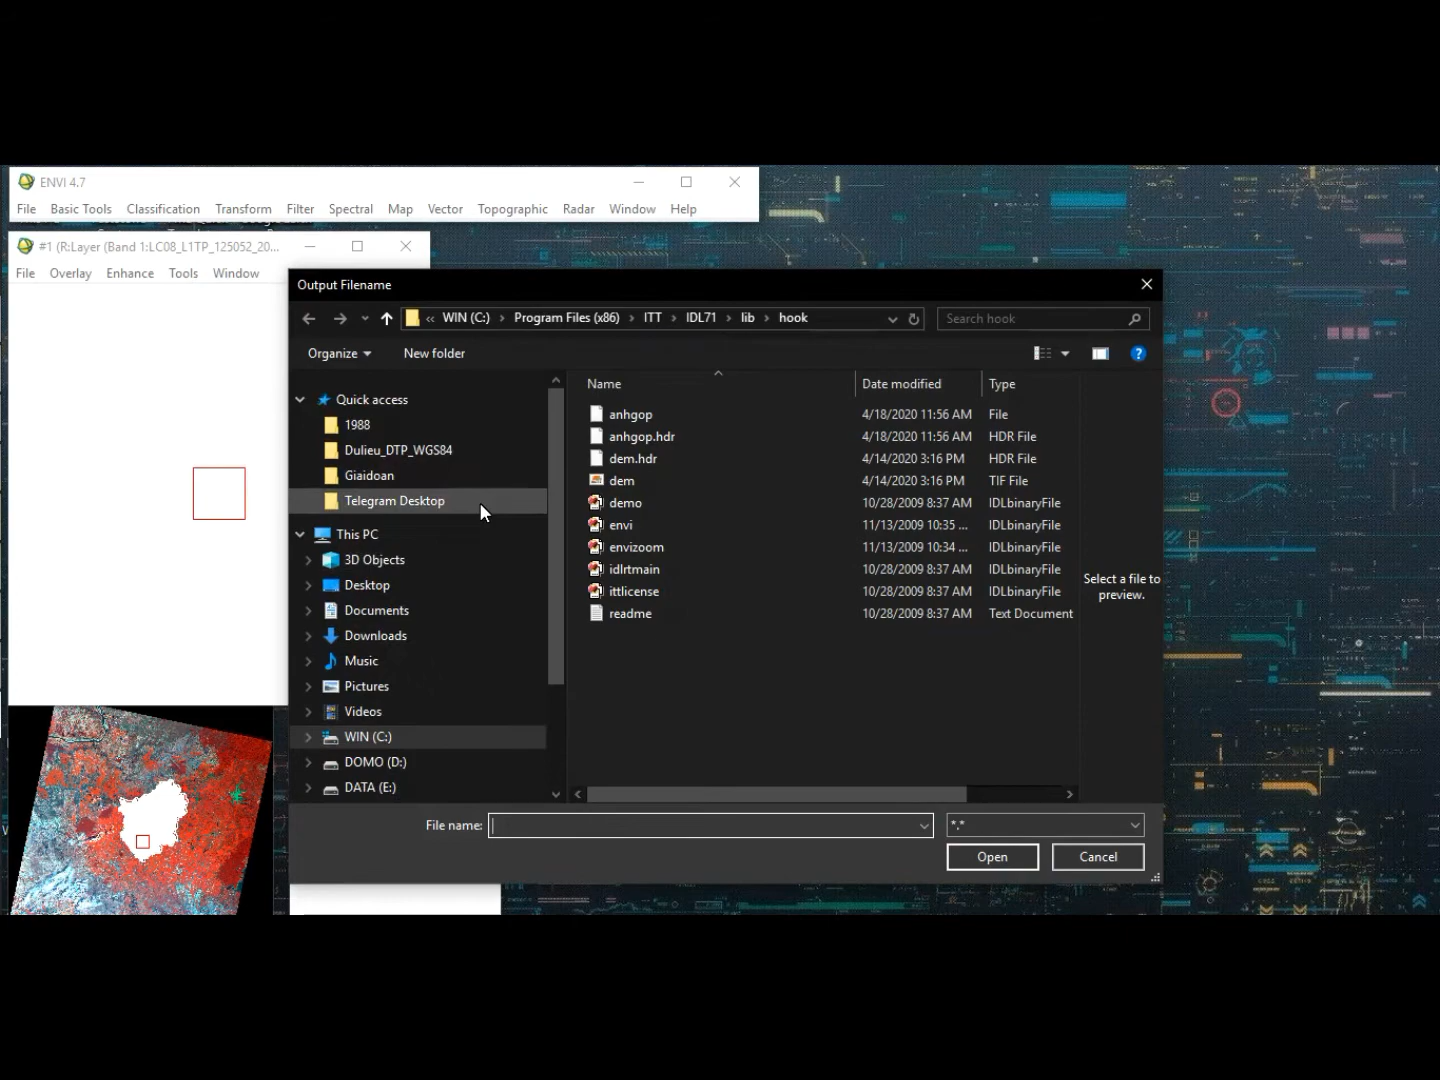 ENVI 4.7
File Basic Tools Classification Transform Filter Spectral Map Vector Topographic Radar Window Help
#1 (R:Layer (Band 1:LC08_L1TP_125052_20...
File Overlay Enhance Tools Window
Output Filename
« WIN (C:) › Program Files (x86) › ITT › IDL71 › lib › hook
Search hook
Organize New folder
Name Date modified Type
Quick access
1988
Dulieu_DTP_WGS84
Giaidoan
Telegram Desktop
This PC
3D Objects
Desktop
Documents
Downloads
Music
Pictures
Videos
WIN (C:)
DOMO (D:)
DATA (E:)
anhgop 4/18/2020 11:56 AM File
anhgop.hdr 4/18/2020 11:56 AM HDR File
dem.hdr 4/14/2020 3:16 PM HDR File
dem 4/14/2020 3:16 PM TIF File
demo 10/28/2009 8:37 AM IDLbinaryFile
envi 11/13/2009 10:35 ... IDLbinaryFile
envizoom 11/13/2009 10:34 ... IDLbinaryFile
idlrtmain 10/28/2009 8:37 AM IDLbinaryFile
ittlicense 10/28/2009 8:37 AM IDLbinaryFile
readme 10/28/2009 8:37 AM Text Document
Select a file to
preview.
File name:
*.*
Open Cancel